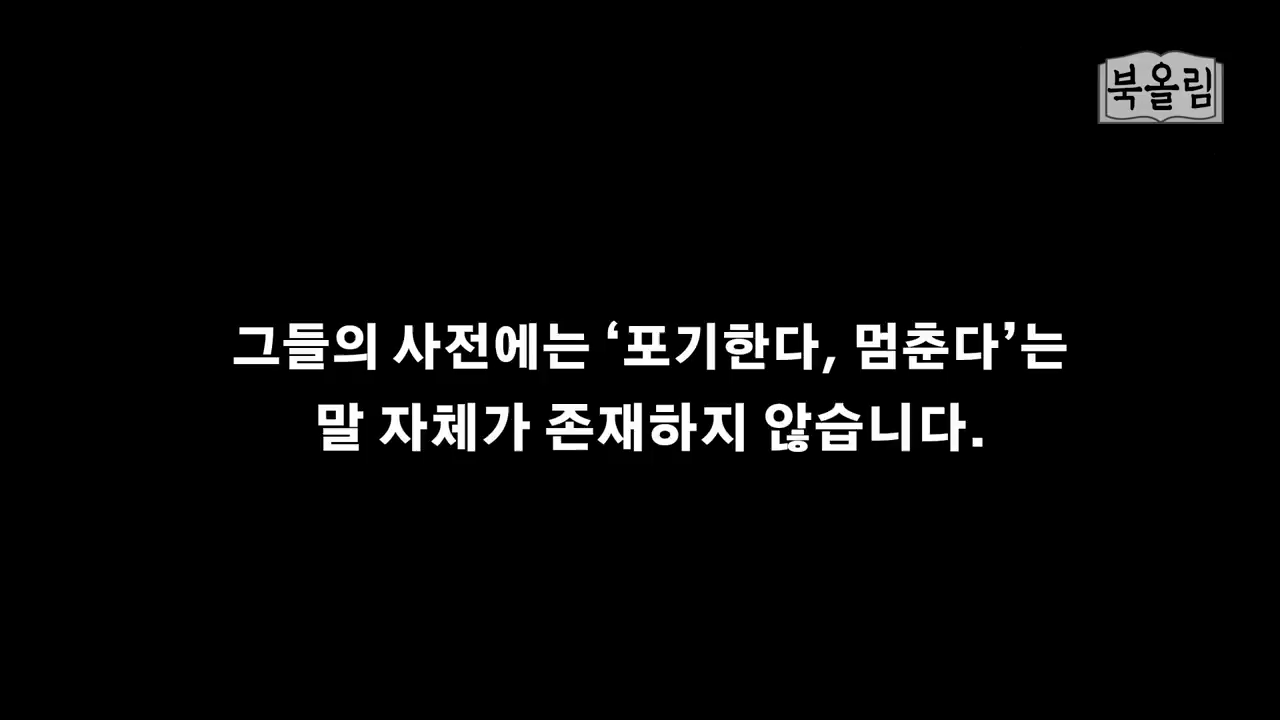 북올림
그들의 사전에는 ‘포기한다, 멈춘다’는
말 자체가 존재하지 않습니다.